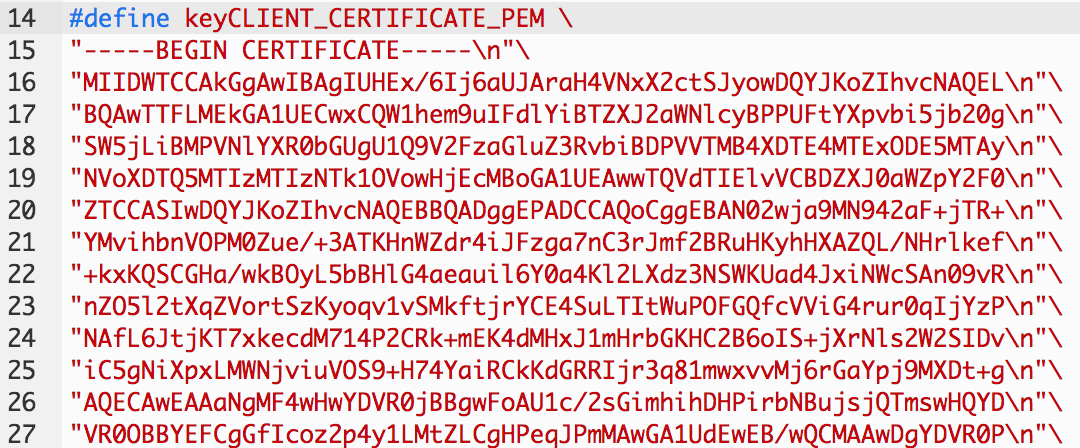 14 #define keyCLIENT_CERTIFICATE_PEM \
15 "-----BEGIN CERTIFICATE-----\n"\
16 "MIIDWTCCAkGgAwIBAgIUHEx/6Ij6aUJAraH4VNxX2ctSJyowDQYJKoZIhvcNAQEL\n"\
17 "BQAwTTFLMEkGA1UECwxCQW1hem9uIFdlYiBTZXJ2aWNlcyBPPUFtYXpvbi5jb20g\n"\
18 "SW5jLiBMPVNlYXR0bGUgU1Q9V2FzaGluZ3RvbiBDPVVTMB4XDTE4MTExODE5MTAy\n"\
19 "NVoXDTQ5MTIzMTIzNTk1OVowHjEcMBoGA1UEAwwTQVdTIElvVCBDZXJ0aWZpY2F0\n"\
20 "ZTCCASIwDQYJKoZIhvcNAQEBBQADggEPADCCAQoCggEBAN02wja9MN942aF+jTR+\n"\
21 "YMvihbnVOPM0Zue/+3ATKHnWZdr4iJFzga7nC3rJmf2BRuHKyhHXAZQL/NHrlkef\n"\
22 "+kxKQSCGHa/wkBOyL5bBHlG4aeauil6Y0a4Kl2LXdz3NSWKUad4JxiNWcSAn09vR\n"\
23 "nZO5l2tXqZVortSzKyoqv1vSMkftjrYCE4SuLTItWuPOFGQfcVViG4rur0qIjYzP\n"\
24 "NAfL6JtjKT7xkecdM714P2CRk+mEK4dMHxJ1mHrbGKHC2B6oIS+jXrNls2W2SIDv\n"\
25 "iC5gNiXpxLMWNjviuVOS9+H74YaiRCkKdGRRIjr3q81mwxvvMj6rGaYpj9MXDt+g\n"\
26 "AQECAwEAAaNgMF4wHwYDVR0jBBgwFoAU1c/2sGimhihDHPirbNBujsjQTmswHQYD\n"\
27 "VR0OBBYEFCgGfIcoz2p4y1LMtZLCgHPeqJPmMAwGA1UdEwEB/wQCMAAwDgYDVR0P\n"\